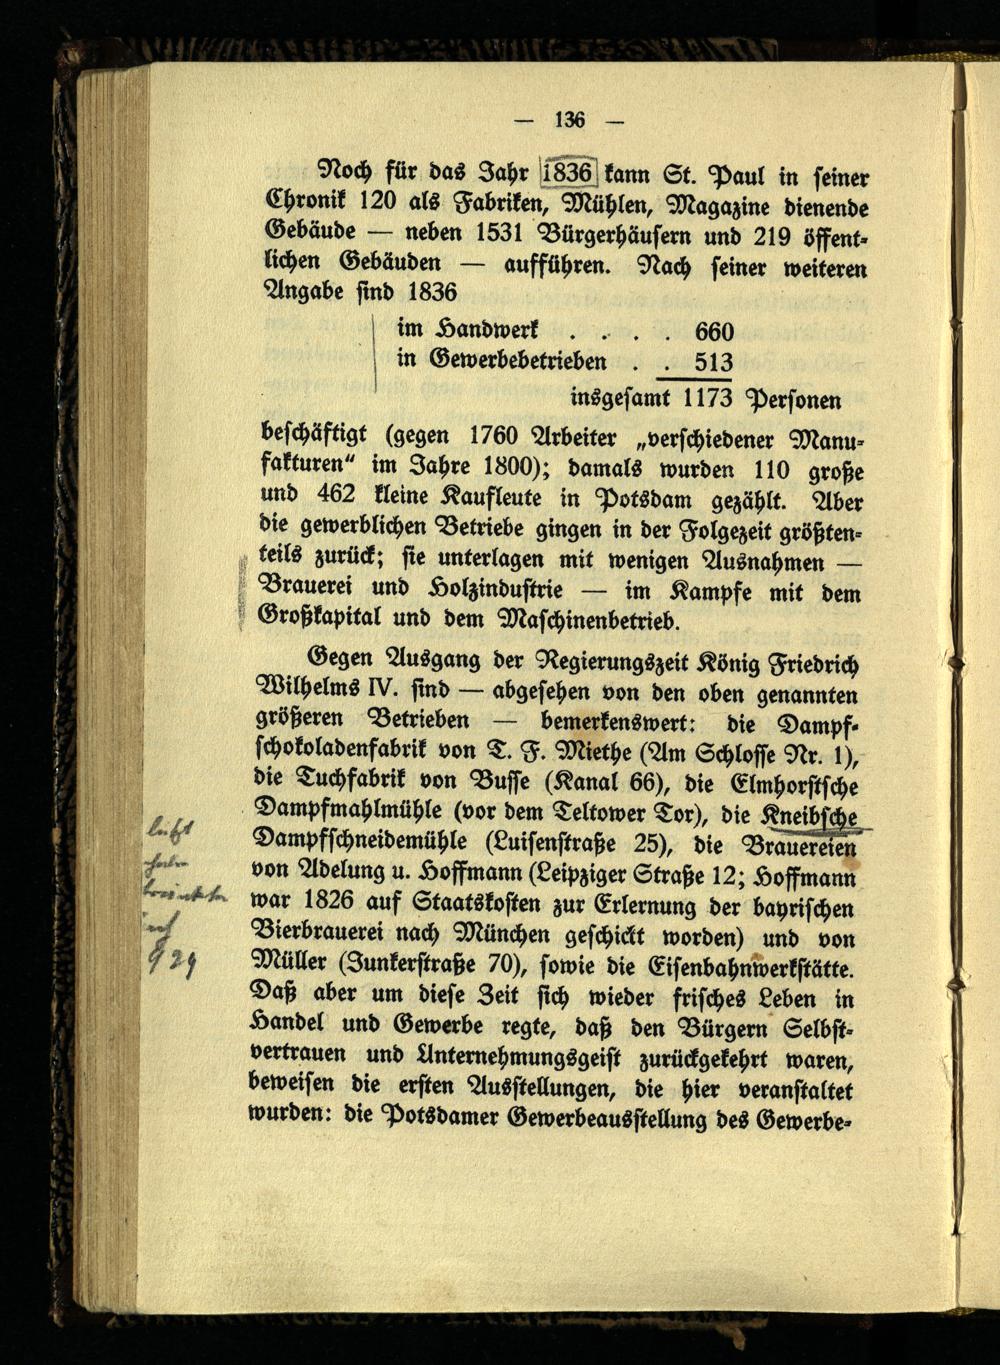 — 136 —
Noch für das Jahr 1836 kann St. Paul in seiner
Chronik 120 als Fabriken, Mühlen, Magazine dienende
Gebäude — neben 1531 Bürgerhäusern und 219 öffent-
lichen Gebäuden — aufführen. Nach seiner weiteren
Angabe sind 1836
im Handwerk . . . . 660
in Gewerbebetrieben . . 513
insgesamt 1173 Personen
beschäftigt (gegen 1760 Arbeiter „verschiedener Manu-
fakturen“ im Jahre 1800); damals wurden 110 große
und 462 kleine Kaufleute in Potsdam gezählt. Aber
die gewerblichen Betriebe gingen in der Folgezeit größten-
teils zurück; sie unterlagen mit wenigen Ausnahmen —
Brauerei und Holzindustrie — im Kampfe mit dem
Großkapital und dem Maschinenbetrieb.
Gegen Ausgang der Regierungszeit König Friedrich
Wilhelms IV. sind — abgesehen von den oben genannten
größeren Betrieben — bemerkenswert: die Dampf-
schokoladenfabrik von T. F. Miethe (Am Schlosse Nr. 1),
die Tuchfabrik von Busse (Kanal 66), die Elmhorstsche
Dampfmahlmühle (vor dem Teltower Tor), die Kneibsche
Dampfschneidemühle (Luisenstraße 25), die Brauereien
von Adelung u. Hoffmann (Leipziger Straße 12; Hoffmann
war 1826 auf Staatskosten zur Erlernung der bayrischen
Bierbrauerei nach München geschickt worden) und von
Müller (Junkerstraße 70), sowie die Eisenbahnwerkstätte.
Daß aber um diese Zeit sich wieder frisches Leben in
Handel und Gewerbe regte, daß den Bürgern Selbst-
vertrauen und Unternehmungsgeist zurückgekehrt waren,
beweisen die ersten Ausstellungen, die hier veranstaltet
wurden: die Potsdamer Gewerbeausstellung des Gewerbe-
929